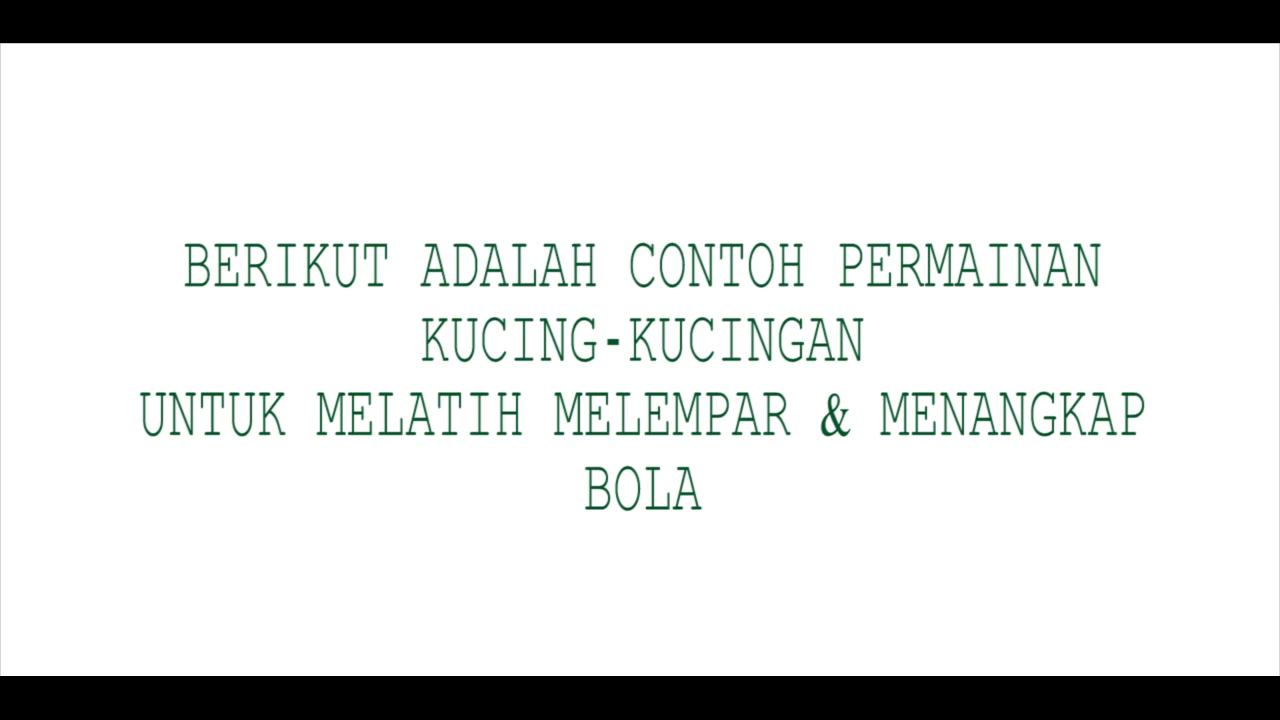 BERIKUT ADALAH CONTOH PERMAINAN
KUCING-KUCINGAN
UNTUK MELATIH MELEMPAR & MENANGKAP
BOLA